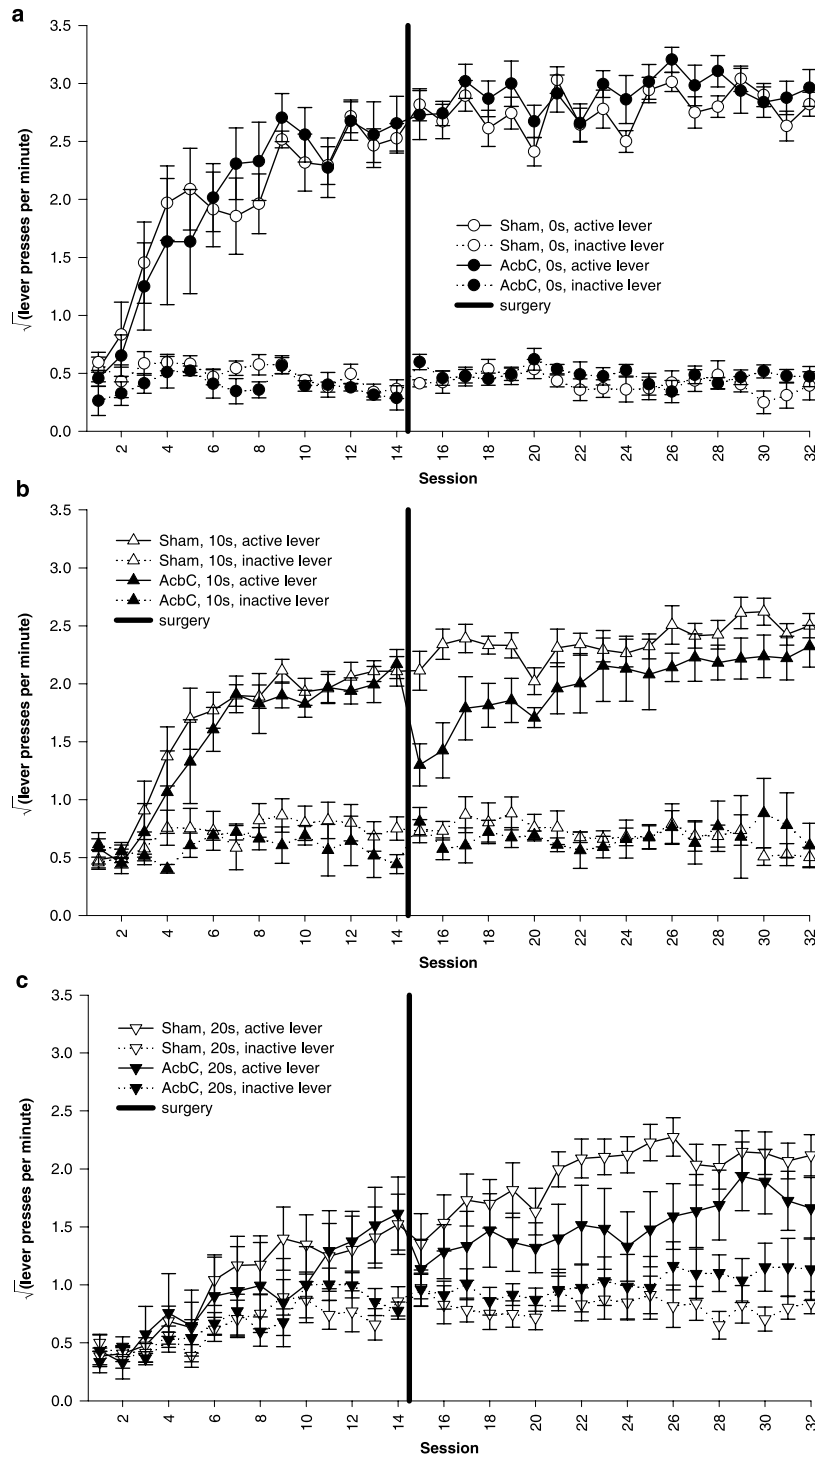 a
3.5
3.0
2.5
2.0
1.5
1.0
0.5
0.0
√(lever presses per minute)
Sham, 0s, active lever
Sham, 0s, inactive lever
AcbC, 0s, active lever
AcbC, 0s, inactive lever
surgery
2 4 6 8 10 12 14 16 18 20 22 24 26 28 30 32
Session
b
3.5
3.0
2.5
2.0
1.5
1.0
0.5
0.0
√(lever presses per minute)
Sham, 10s, active lever
Sham, 10s, inactive lever
AcbC, 10s, active lever
AcbC, 10s, inactive lever
surgery
2 4 6 8 10 12 14 16 18 20 22 24 26 28 30 32
Session
c
3.5
3.0
2.5
2.0
1.5
1.0
0.5
0.0
√(lever presses per minute)
Sham, 20s, active lever
Sham, 20s, inactive lever
AcbC, 20s, active lever
AcbC, 20s, inactive lever
surgery
2 4 6 8 10 12 14 16 18 20 22 24 26 28 30 32
Session